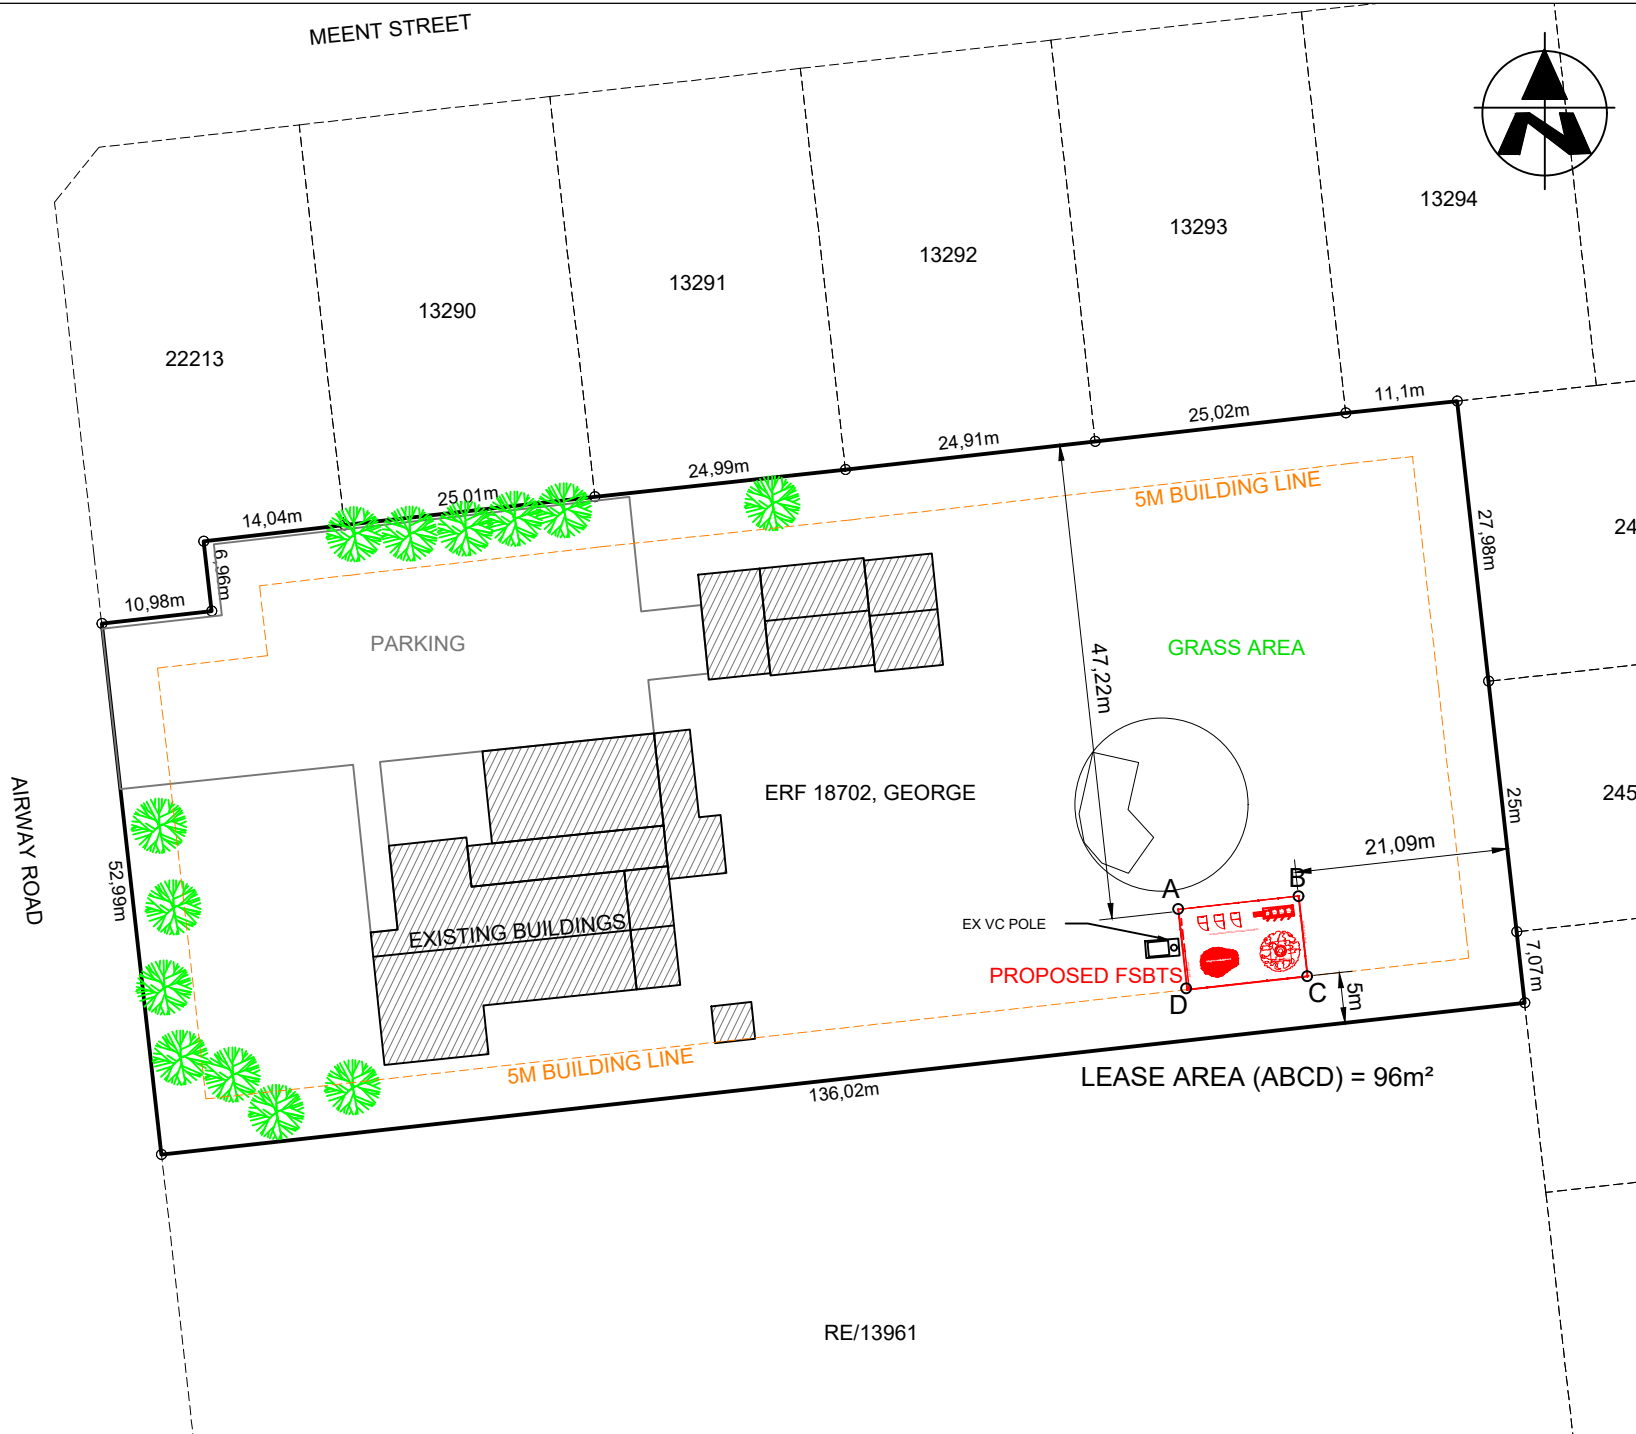 MEENT STREET
N
13294
13293
13292
13291
13290
22213
11,1m
25,02m
24,91m
24,99m
25,01m
14,04m
6,96m
10,98m
5M BUILDING LINE
27,98m
24
PARKING
GRASS AREA
47,22m
ERF 18702, GEORGE
245
25m
21,09m
AIRWAY ROAD
52,99m
A
B
EX VC POLE
EXISTING BUILDINGS
PROPOSED FSBTS
D
C
5m
7,07m
5M BUILDING LINE
136,02m
LEASE AREA (ABCD) = 96m²
RE/13961